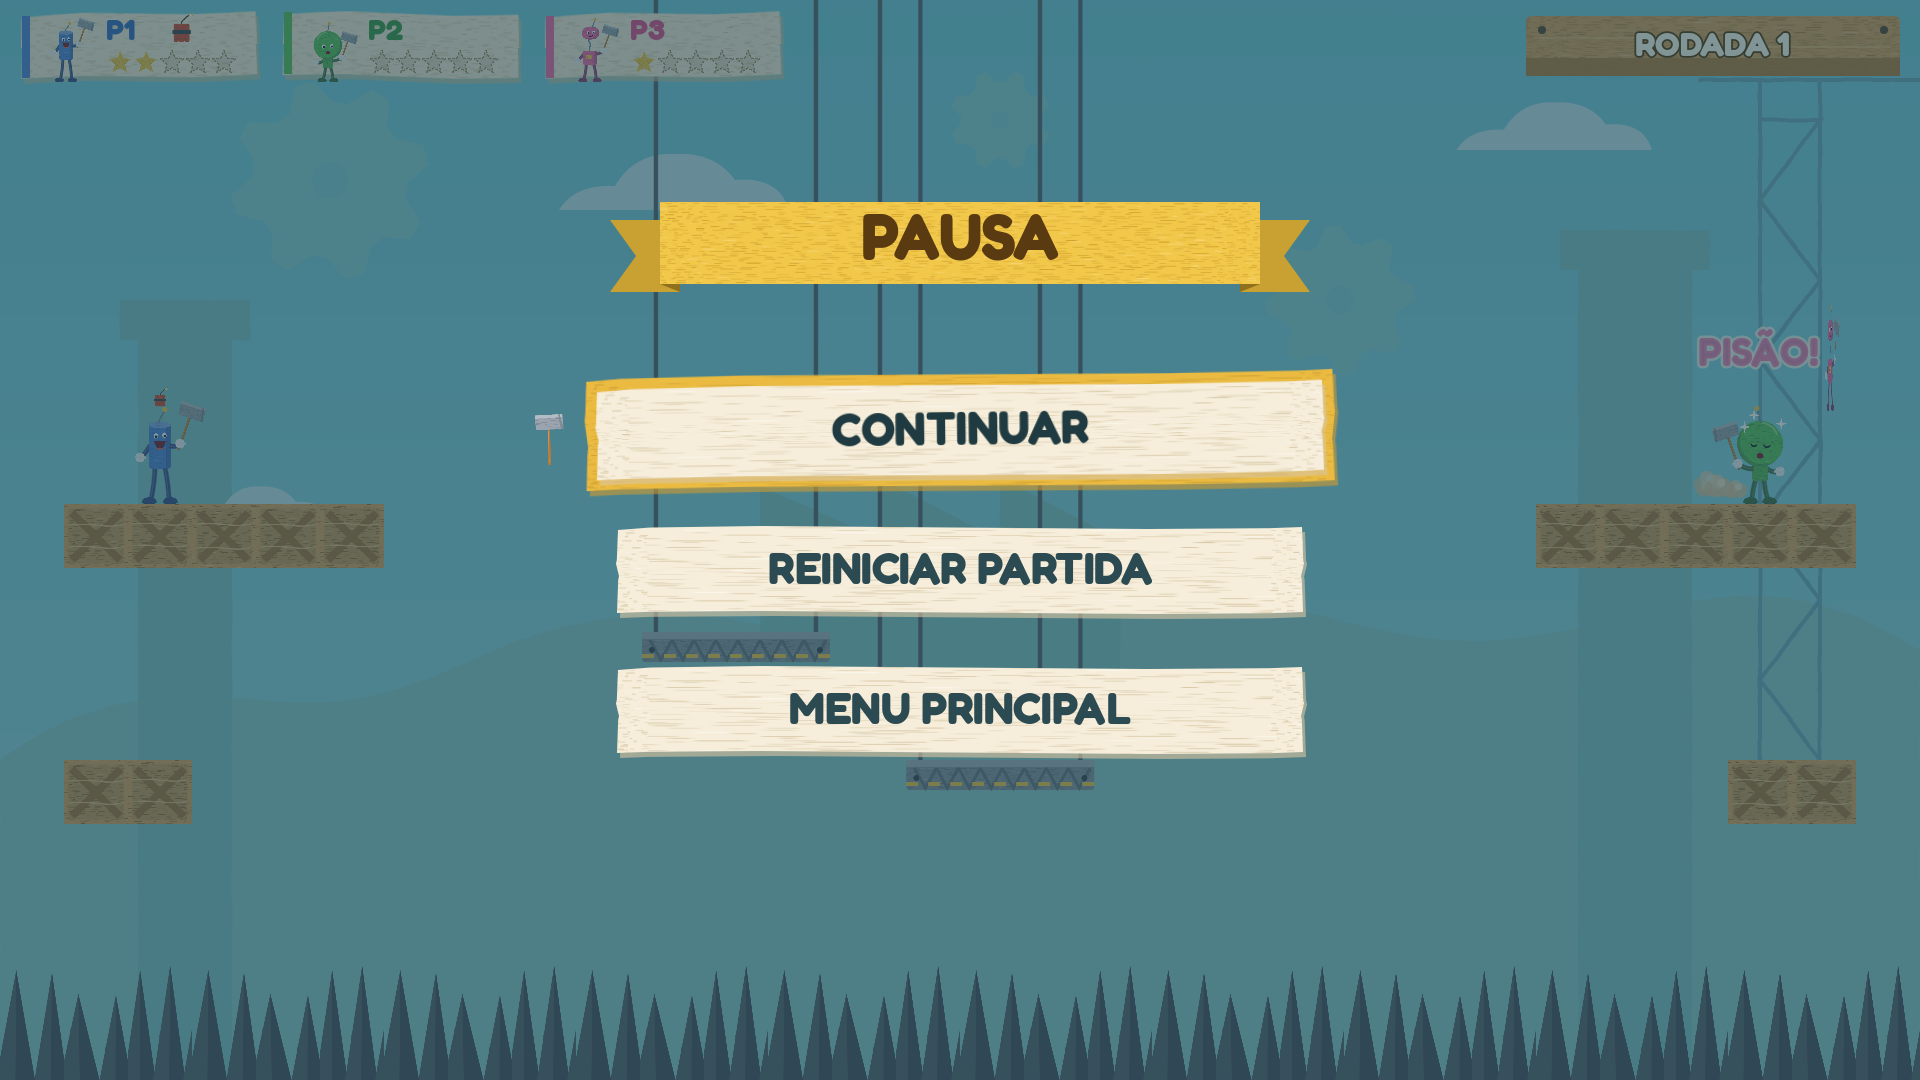 P1
P2
P3
RODADA 1
PAUSA
PISÃO!
CONTINUAR
REINICIAR PARTIDA
MENU PRINCIPAL